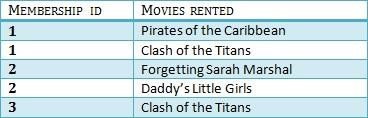 MEMBERSHIP ID MOVIES RENTED
1 Pirates of the Caribbean
1 Clash of the Titans
2 Forgetting Sarah Marshal
2 Daddy's Little Girls
3 Clash of the Titans